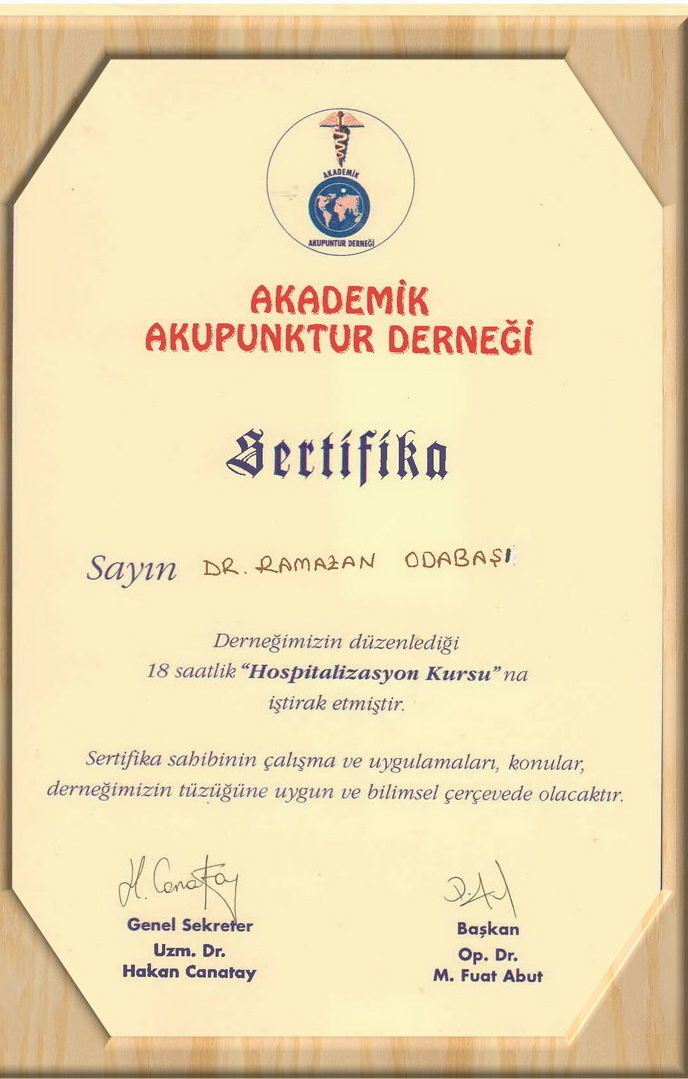 AKADEMİK
AKUPUNTUR DERNEĞİ
AKADEMİK
AKUPUNKTUR DERNEĞİ
Sertifika
Sayın DR. RAMAZAN ODABAŞI
Derneğimizin düzenlediği
18 saatlik “Hospitalizasyon Kursu” na
iştirak etmiştir.
Sertifika sahibinin çalışma ve uygulamaları, konular,
derneğimizin tüzüğüne uygun ve bilimsel çerçevede olacaktır.
H. Canatay
Genel Sekreter
Uzm. Dr.
Hakan Canatay
Başkan
Op. Dr.
M. Fuat Abut